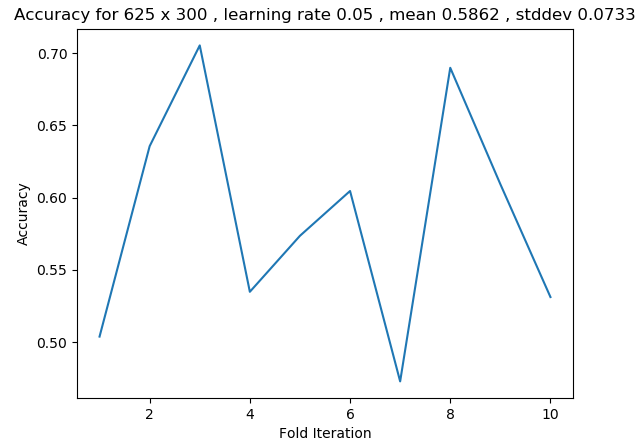 Accuracy for 625 x 300 , learning rate 0.05 , mean 0.5862 , stddev 0.0733
0.70
0.65
0.60
0.55
0.50
Accuracy
2 4 6 8 10
Fold Iteration